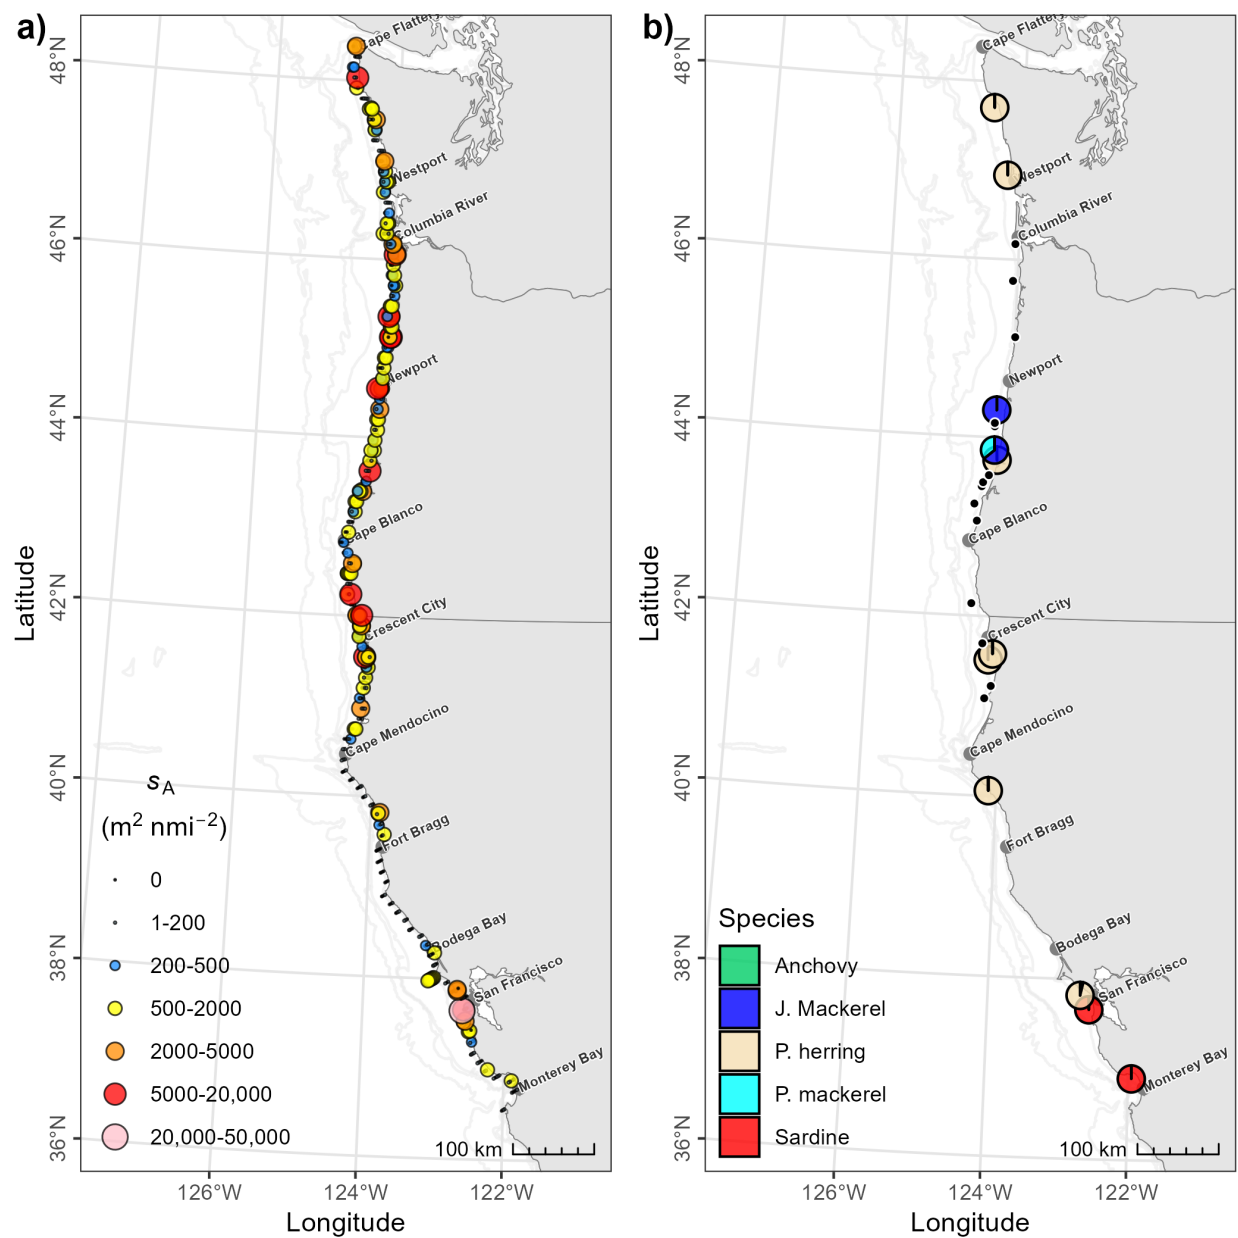 a)
Cape Flattery
Westport
Columbia River
Newport
Cape Blanco
Crescent City
Cape Mendocino
Fort Bragg
Bodega Bay
San Francisco
Monterey Bay
48°N
46°N
44°N
42°N
40°N
38°N
36°N
Latitude
sA
(m² nmi⁻²)
0
1-200
200-500
500-2000
2000-5000
5000-20,000
20,000-50,000
100 km
126°W
124°W
122°W
Longitude
b)
Cape Flattery
Westport
Columbia River
Newport
Cape Blanco
Crescent City
Cape Mendocino
Fort Bragg
Bodega Bay
San Francisco
Monterey Bay
48°N
46°N
44°N
42°N
40°N
38°N
36°N
Latitude
Species
Anchovy
J. Mackerel
P. herring
P. mackerel
Sardine
100 km
126°W
124°W
122°W
Longitude